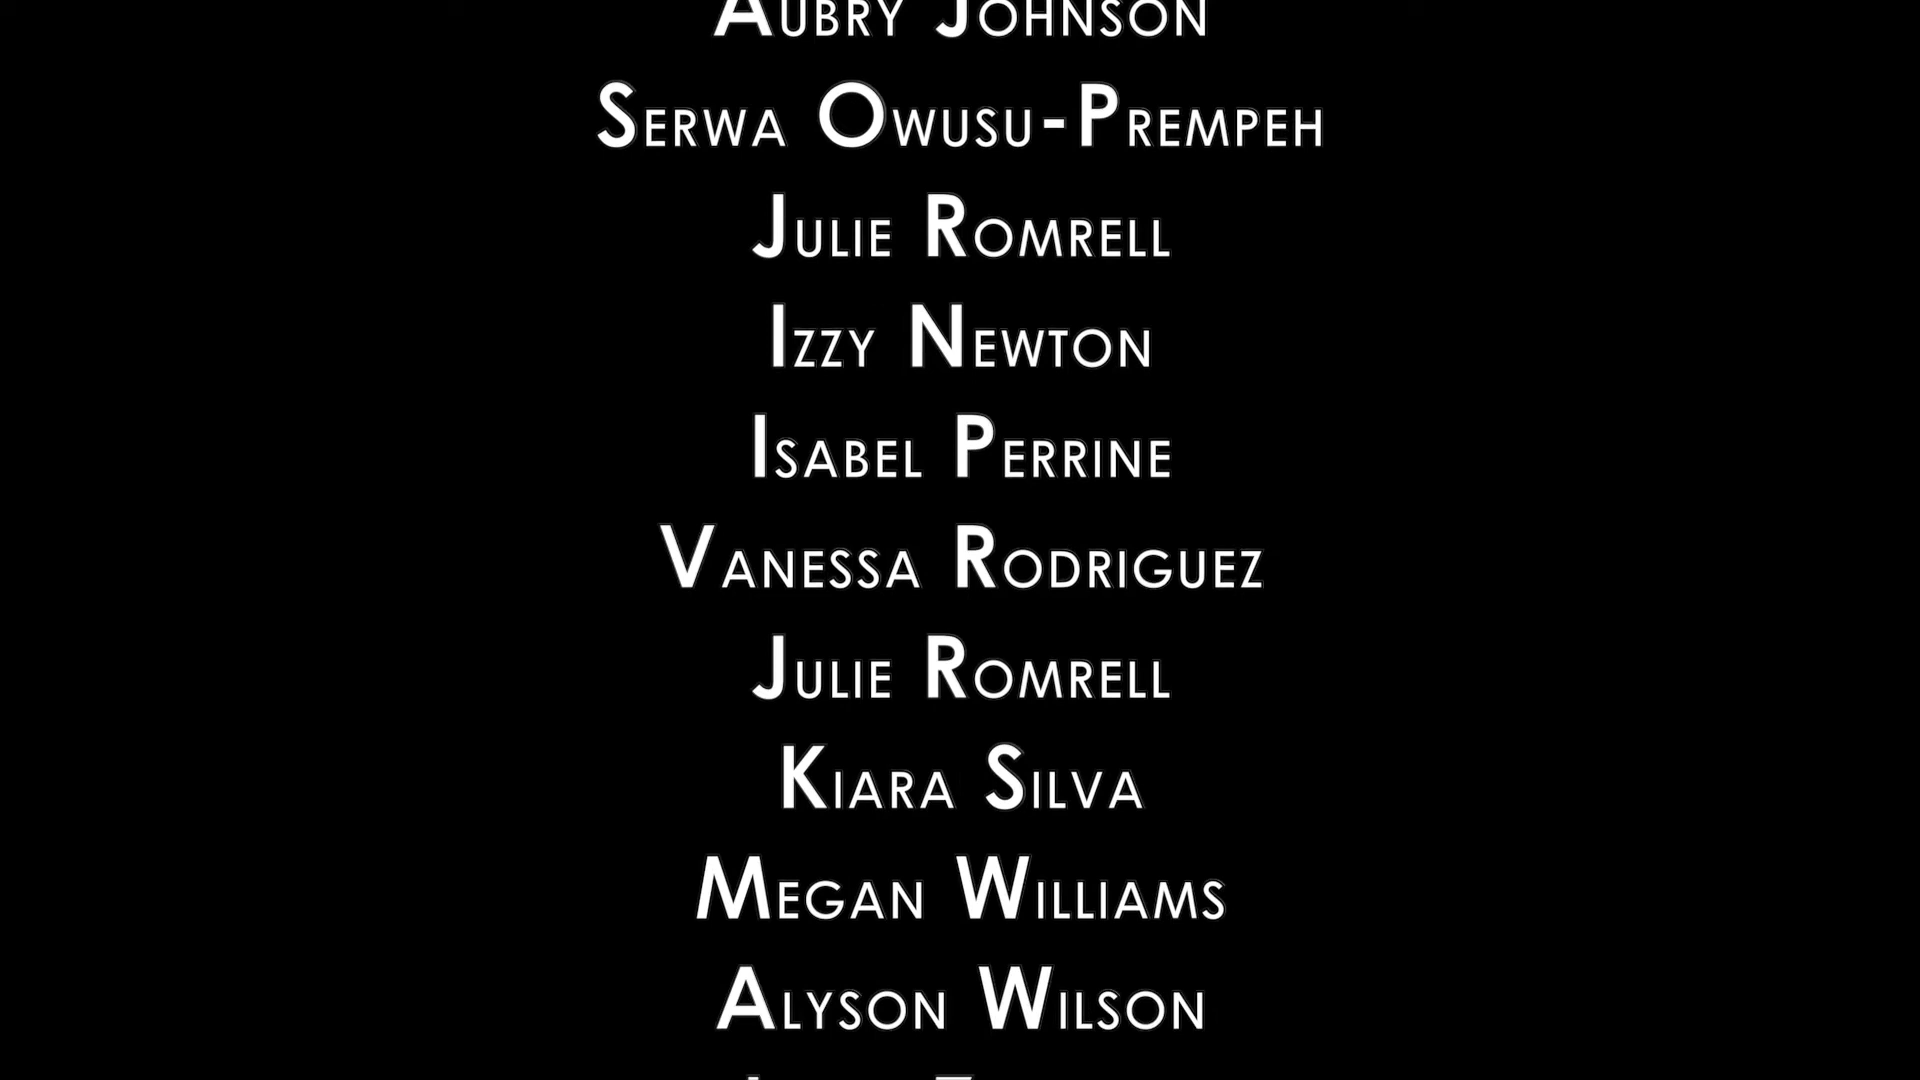 Aubry Johnson
Serwa Owusu-Prempeh
Julie Romrell
Izzy Newton
Isabel Perrine
Vanessa Rodriguez
Julie Romrell
Kiara Silva
Megan Williams
Alyson Wilson